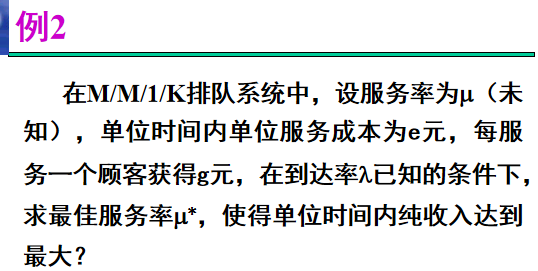 例2
在M/M/1/K排队系统中，设服务率为μ（未
知），单位时间内单位服务成本为e元，每服
务一个顾客获得g元，在到达率λ已知的条件下，
求最佳服务率μ*，使得单位时间内纯收入达到
最大？